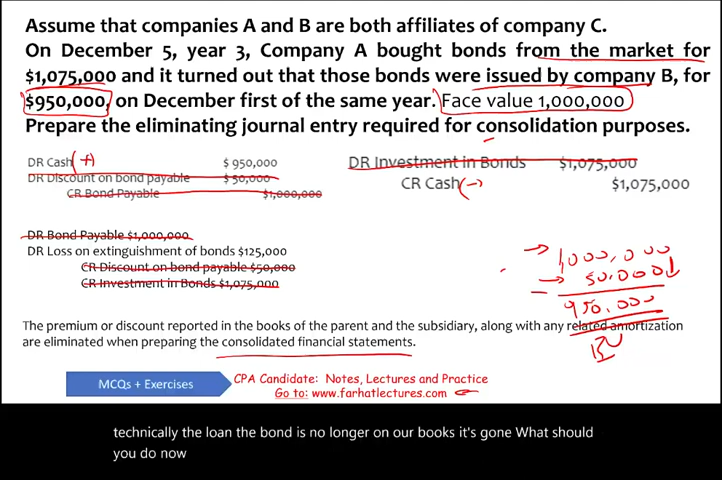 Assume that companies A and B are both affiliates of company C.
On December 5, year 3, Company A bought bonds from the market for
$1,075,000 and it turned out that those bonds were issued by company B, for
$950,000, on December first of the same year. Face value 1,000,000
Prepare the eliminating journal entry required for consolidation purposes.
DR Cash (+) $ 950,000
DR Discount on bond payable $ 50,000
CR Bond Payable $1,000,000
DR Investment in Bonds $1,075,000
CR Cash (-) $1,075,000
DR Bond Payable $1,000,000
DR Loss on extinguishment of bonds $125,000
CR Discount on bond payable $50,000
CR Investment in Bonds $1,075,000
1,000,000
50,000
950,000
BV
The premium or discount reported in the books of the parent and the subsidiary, along with any related amortization
are eliminated when preparing the consolidated financial statements.
MCQs + Exercises
CPA Candidate: Notes, Lectures and Practice
Go to: www.farhatlectures.com
technically the loan the bond is no longer on our books it's gone What should
you do now